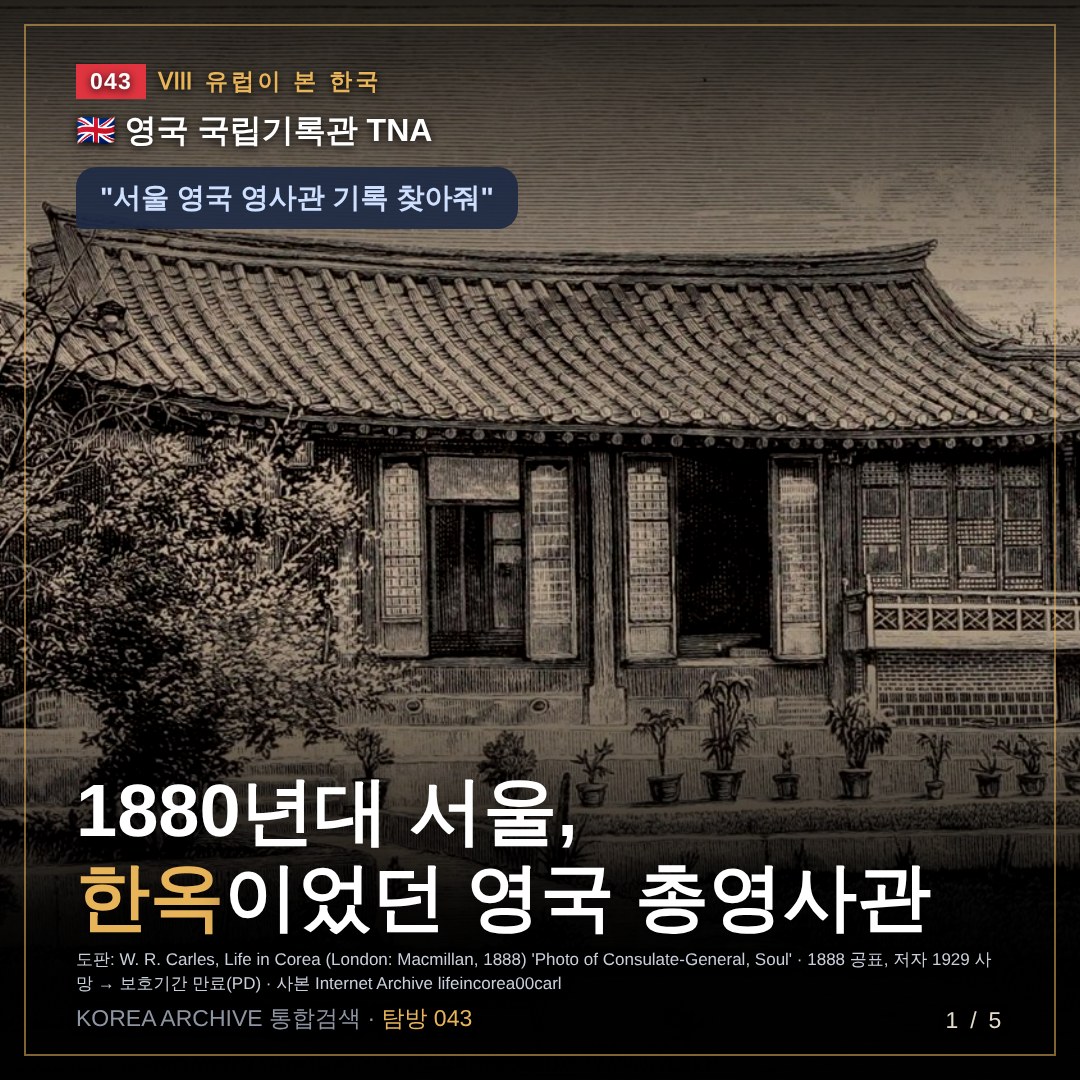 043 Ⅷ 유럽이 본 한국
🇬🇧 영국 국립기록관 TNA
"서울 영국 영사관 기록 찾아줘"
1880년대 서울,
한옥이었던 영국 총영사관
도판: W. R. Carles, Life in Corea (London: Macmillan, 1888) 'Photo of Consulate-General, Soul' · 1888 공표, 저자 1929 사
망 → 보호기간 만료(PD) · 사본 Internet Archive lifeincorea00carl
KOREA ARCHIVE 통합검색 · 탐방 043
1 / 5